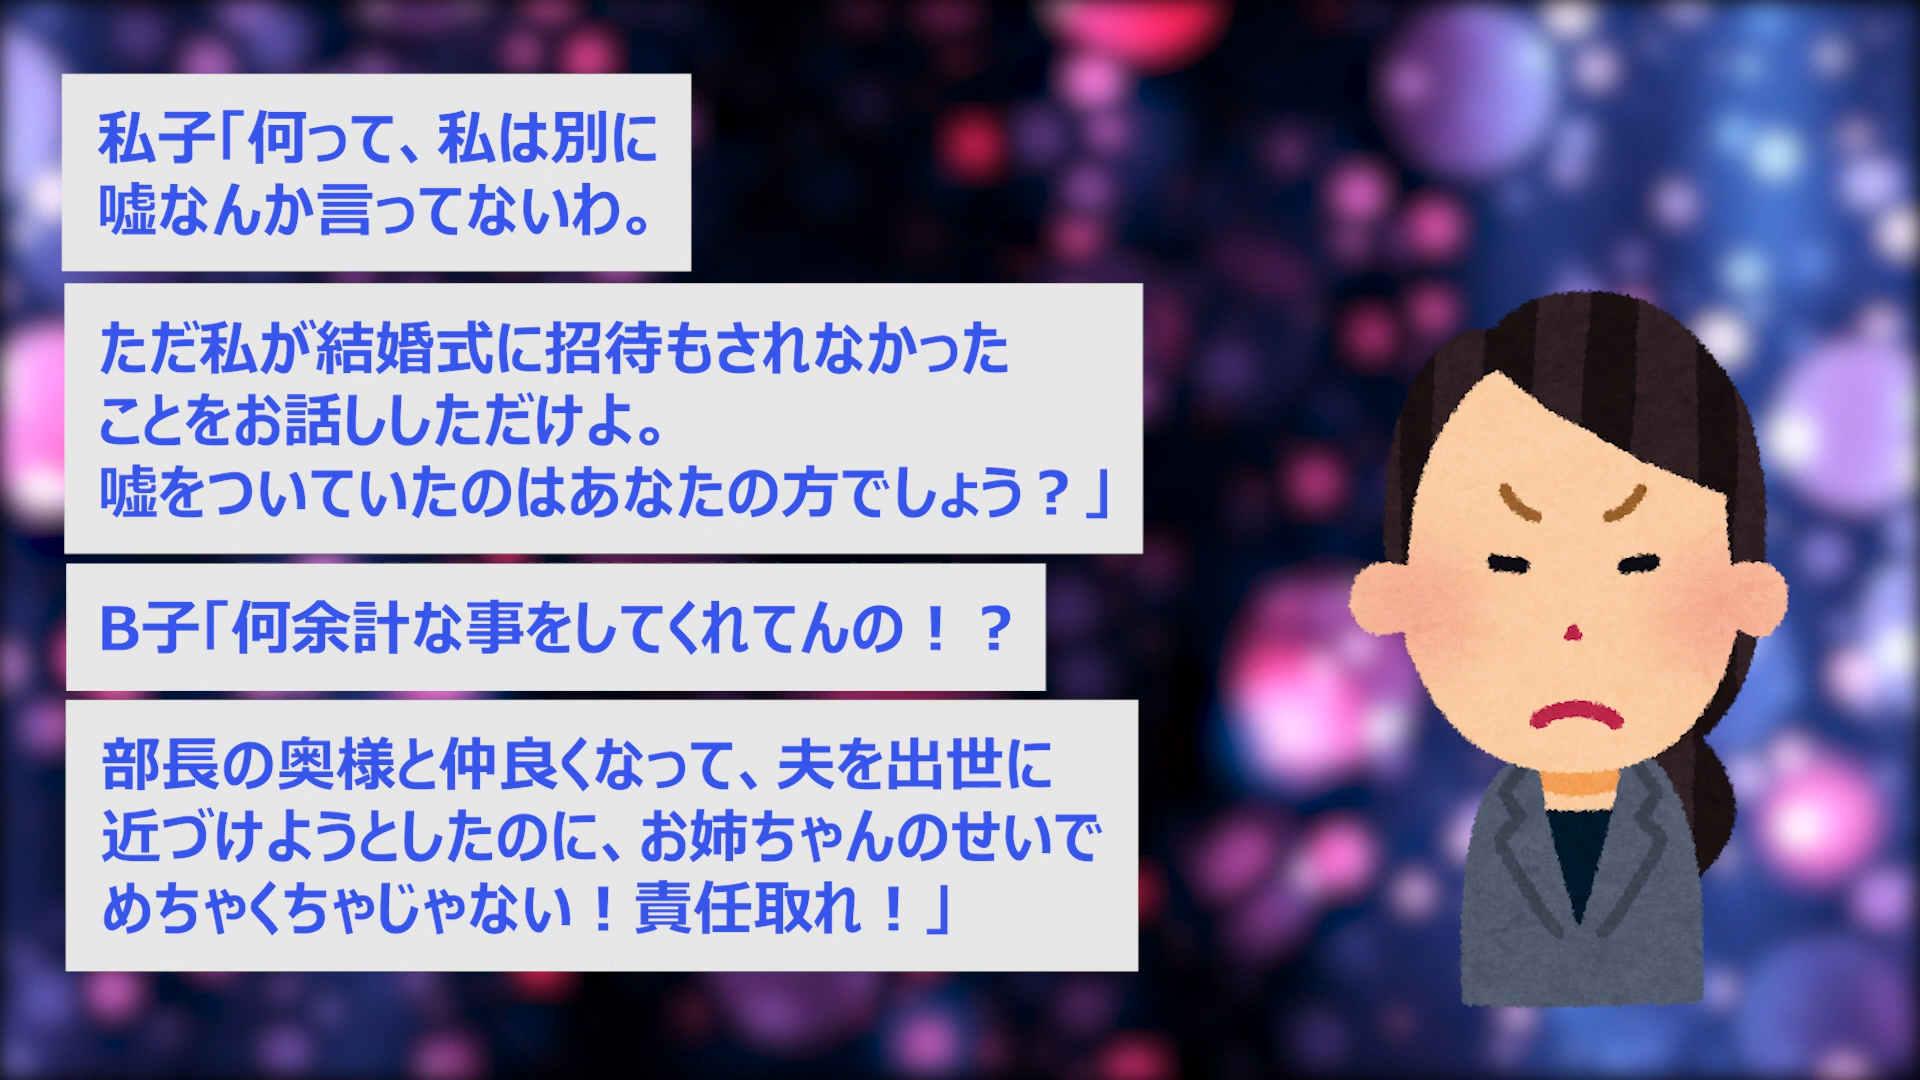 私子「何って、私は別に
嘘なんか言ってないわ。
ただ私が結婚式に招待もされなかった
ことをお話ししただけよ。
嘘をついていたのはあなたの方でしょう？」
B子「何余計な事をしてくれてんの！？
部長の奥様と仲良くなって、夫を出世に
近づけようとしたのに、お姉ちゃんのせいで
めちゃくちゃじゃない！責任取れ！」